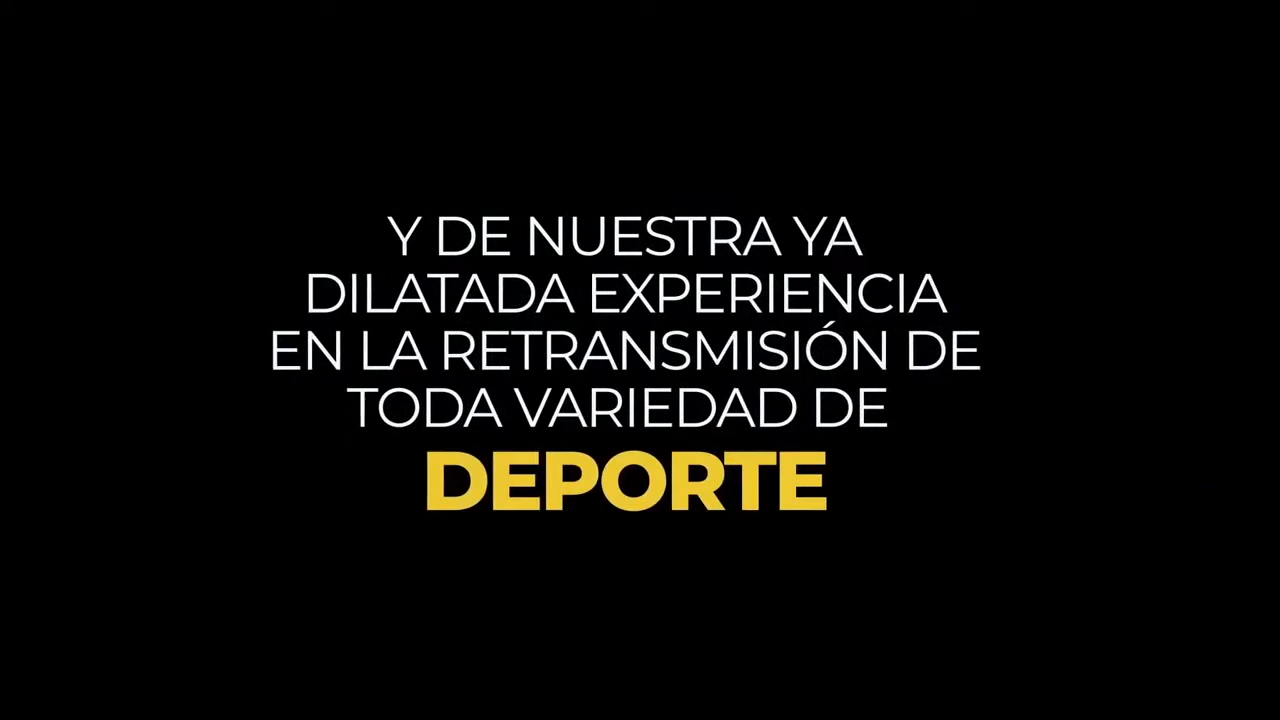 Y DE NUESTRA YA
DILATADA EXPERIENCIA
EN LA RETRANSMISIÓN DE
TODA VARIEDAD DE
DEPORTE